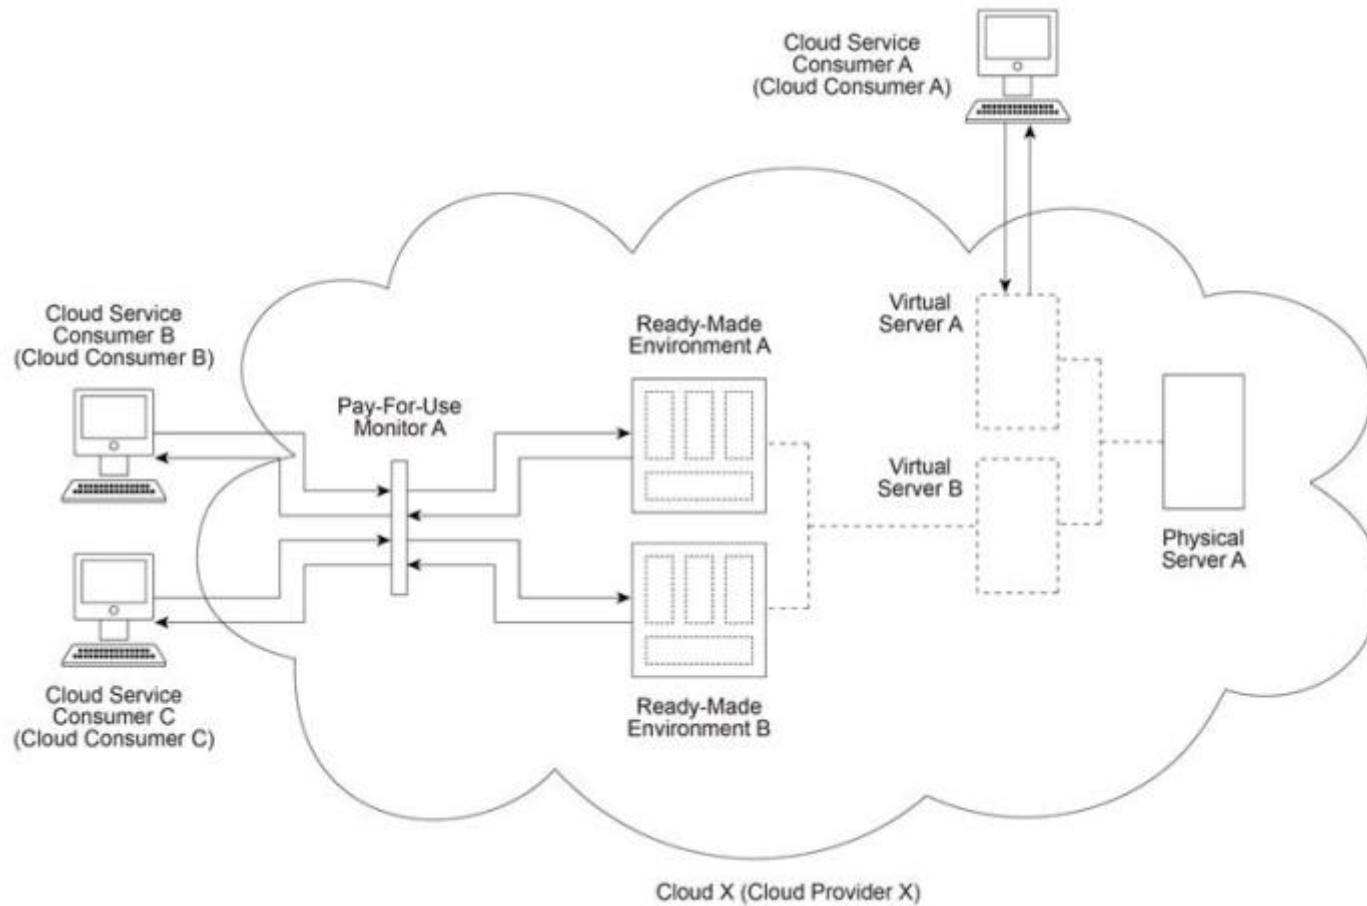 Cloud Service
Consumer A
(Cloud Consumer A)
Cloud Service
Consumer B
(Cloud Consumer B)
Pay-For-Use
Monitor A
Ready-Made
Environment A
Virtual
Server A
Virtual
Server B
Physical
Server A
Cloud Service
Consumer C
(Cloud Consumer C)
Ready-Made
Environment B
Cloud X (Cloud Provider X)